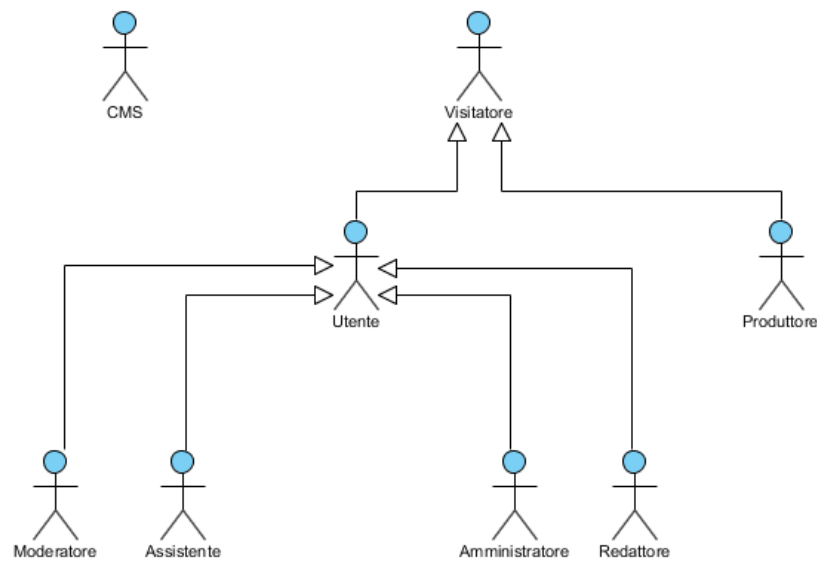 CMS
Visitatore
Utente
Produttore
Moderatore
Assistente
Amministratore
Redattore